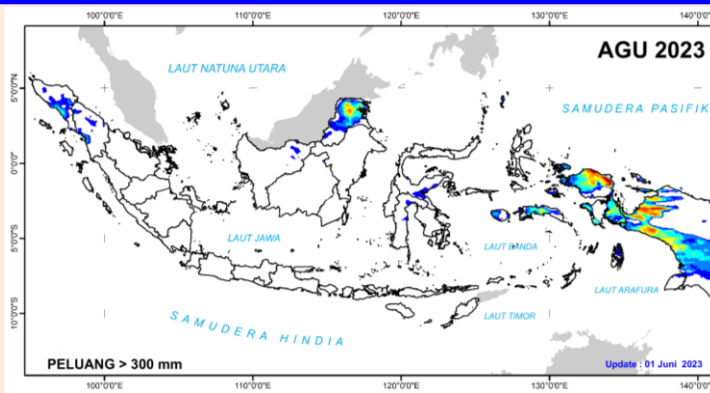 100°0'0"E 110°0'0"E 120°0'0"E 130°0'0"E 140°0'0"E
AGU 2023
LAUT NATUNA UTARA
5°0'0"N
SAMUDERA PASIFIK
0°0'0"
LAUT JAWA
LAUT BANDA
5°0'0"S
LAUT ARAFURA
LAUT TIMOR
10°0'0"S
SAMUDERA HINDIA
PELUANG > 300 mm
Update : 01 Juni 2023
100°0'0"E 110°0'0"E 120°0'0"E 130°0'0"E 140°0'